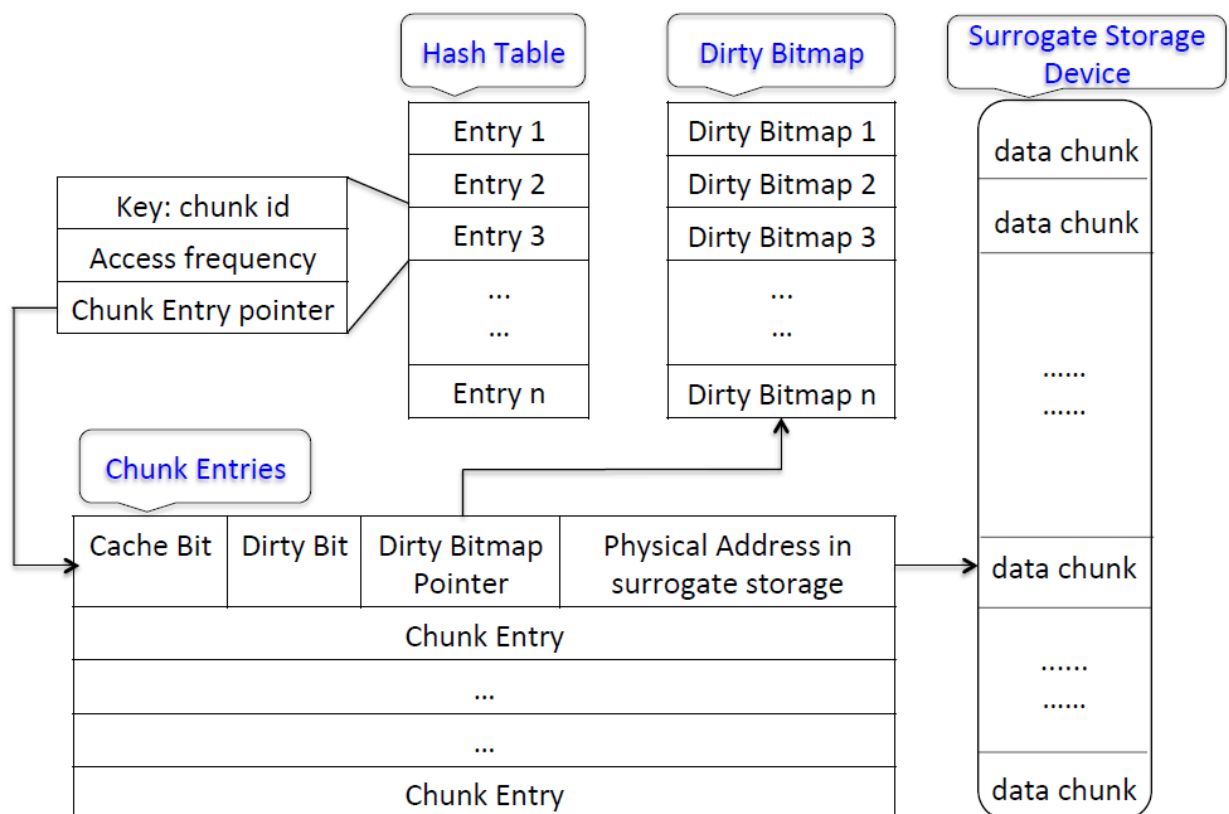 Hash Table
Dirty Bitmap
Surrogate Storage
Device
Key: chunk id
Access frequency
Chunk Entry pointer
Entry 1
Entry 2
Entry 3
...
...
Entry n
Dirty Bitmap 1
Dirty Bitmap 2
Dirty Bitmap 3
...
...
Dirty Bitmap n
data chunk
data chunk
......
......
data chunk
......
......
data chunk
Chunk Entries
Cache Bit
Dirty Bit
Dirty Bitmap
Pointer
Physical Address in
surrogate storage
Chunk Entry
...
...
Chunk Entry